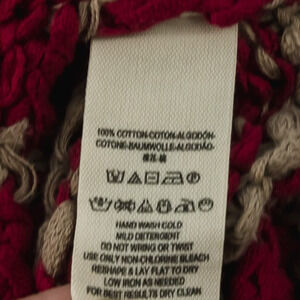 100% COTTON-COTON-ALGODÓN-
COTONE-BAUMWOLLE-ALGODÃO-
HAND WASH COLD
MILD DETERGENT
DO NOT WRING OR TWIST
USE ONLY NON-CHLORINE BLEACH
RESHAPE & LAY FLAT TO DRY
LOW IRON AS NEEDED
FOR BEST RESULTS DRY CLEAN